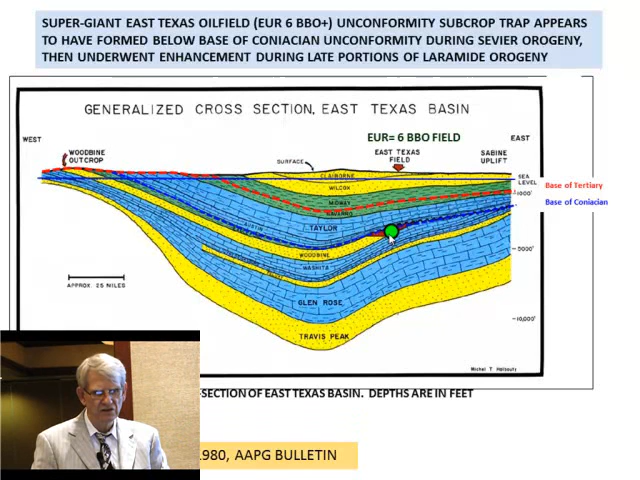 SUPER-GIANT EAST TEXAS OILFIELD (EUR 6 BBO+) UNCONFORMITY SUBCROP TRAP APPEARS
TO HAVE FORMED BELOW BASE OF CONIACIAN UNCONFORMITY DURING SEVIER OROGENY,
THEN UNDERWENT ENHANCEMENT DURING LATE PORTIONS OF LARAMIDE OROGENY
GENERALIZED CROSS SECTION, EAST TEXAS BASIN
EUR= 6 BBO FIELD
WEST
EAST
WOODBINE
OUTCROP
SURFACE
EAST TEXAS
FIELD
SABINE
UPLIFT
CLAIBORNE
SEA
LEVEL
WILCOX
Base of Tertiary
1000'
MIDWAY
Base of Coniacian
NAVARRO
TAYLOR
WOODBINE
-5000'
WASHITA
APPROX. 25 MILES
GLEN ROSE
-10,000'
TRAVIS PEAK
Michel T. Halbouty
-SECTION OF EAST TEXAS BASIN. DEPTHS ARE IN FEET
1980, AAPG BULLETIN